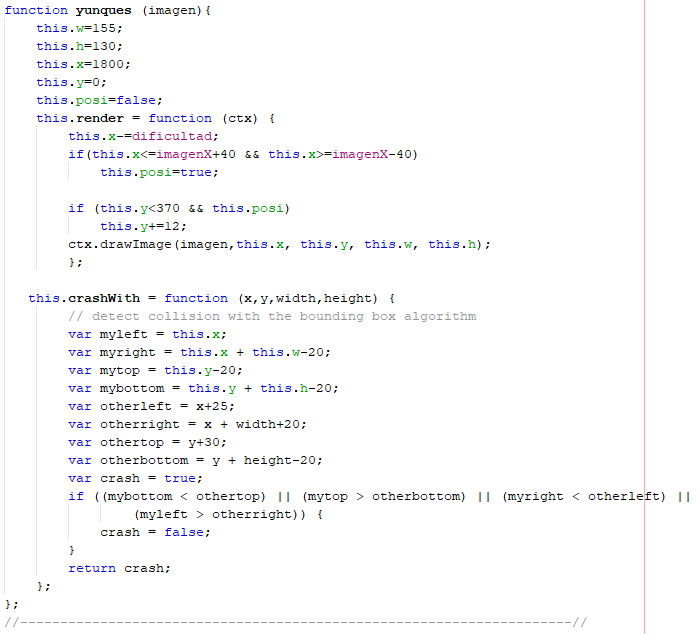 function yunques (imagen){
    this.w=155;
    this.h=130;
    this.x=1800;
    this.y=0;
    this.posi=false;
    this.render = function (ctx) {
        this.x-=dificultad;
        if(this.x<=imagenX+40 && this.x>=imagenX-40)
            this.posi=true;

        if (this.y<370 && this.posi)
            this.y+=12;
        ctx.drawImage(imagen,this.x, this.y, this.w, this.h);
        };

   this.crashWith = function (x,y,width,height) {
        // detect collision with the bounding box algorithm
        var myleft = this.x;
        var myright = this.x + this.w-20;
        var mytop = this.y-20;
        var mybottom = this.y + this.h-20;
        var otherleft = x+25;
        var otherright = x + width+20;
        var othertop = y+30;
        var otherbottom = y + height-20;
        var crash = true;
        if ((mybottom < othertop) || (mytop > otherbottom) || (myright < otherleft) ||
                (myleft > otherright)) {
            crash = false;
        }
        return crash;
    };
};
//---------------------------------------------------------------------//